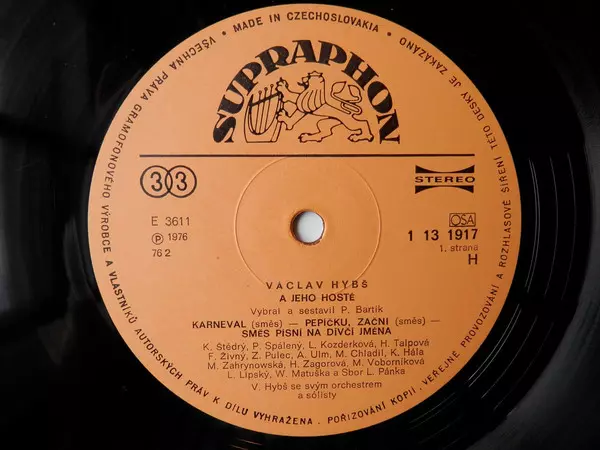 VŠECHNA PRÁVA GRAMOFONOVÉHO VÝROBCE A VLASTNÍKŮ AUTORSKÝCH PRÁV K DÍLU VYHRAŽENA. POŘIZOVÁNÍ KOPIÍ, VEŘEJNÉ PROVOZOVÁNÍ A ROZHLASOVÉ ŠÍŘENÍ TÉTO DESKY JE ZAKÁZÁNO • MADE IN CZECHOSLOVAKIA •
SUPRAPHON
33
STEREO
E 3611
Ⓟ 1976
76 2
OSA
1 13 1917
1. strana
H
VÁCLAV HYBŠ
A JEHO HOSTÉ
Vybral a sestavil P. Bartík
KARNEVAL (směs) — PEPÍČKU, ZAČNI (směs) —
SMĚS PÍSNÍ NA DÍVČÍ JMÉNA
K. Štědrý, P. Spálený, L. Kozderková, H. Talpová
F. Živný, Z. Pulec, A. Ulm, M. Chladil, K. Hála
M. Zahrynowská, H. Zagorová, M. Voborníková
L. Lipský, W. Matuška a Sbor L. Pánka
V. Hybš se svým orchestrem
a sólisty